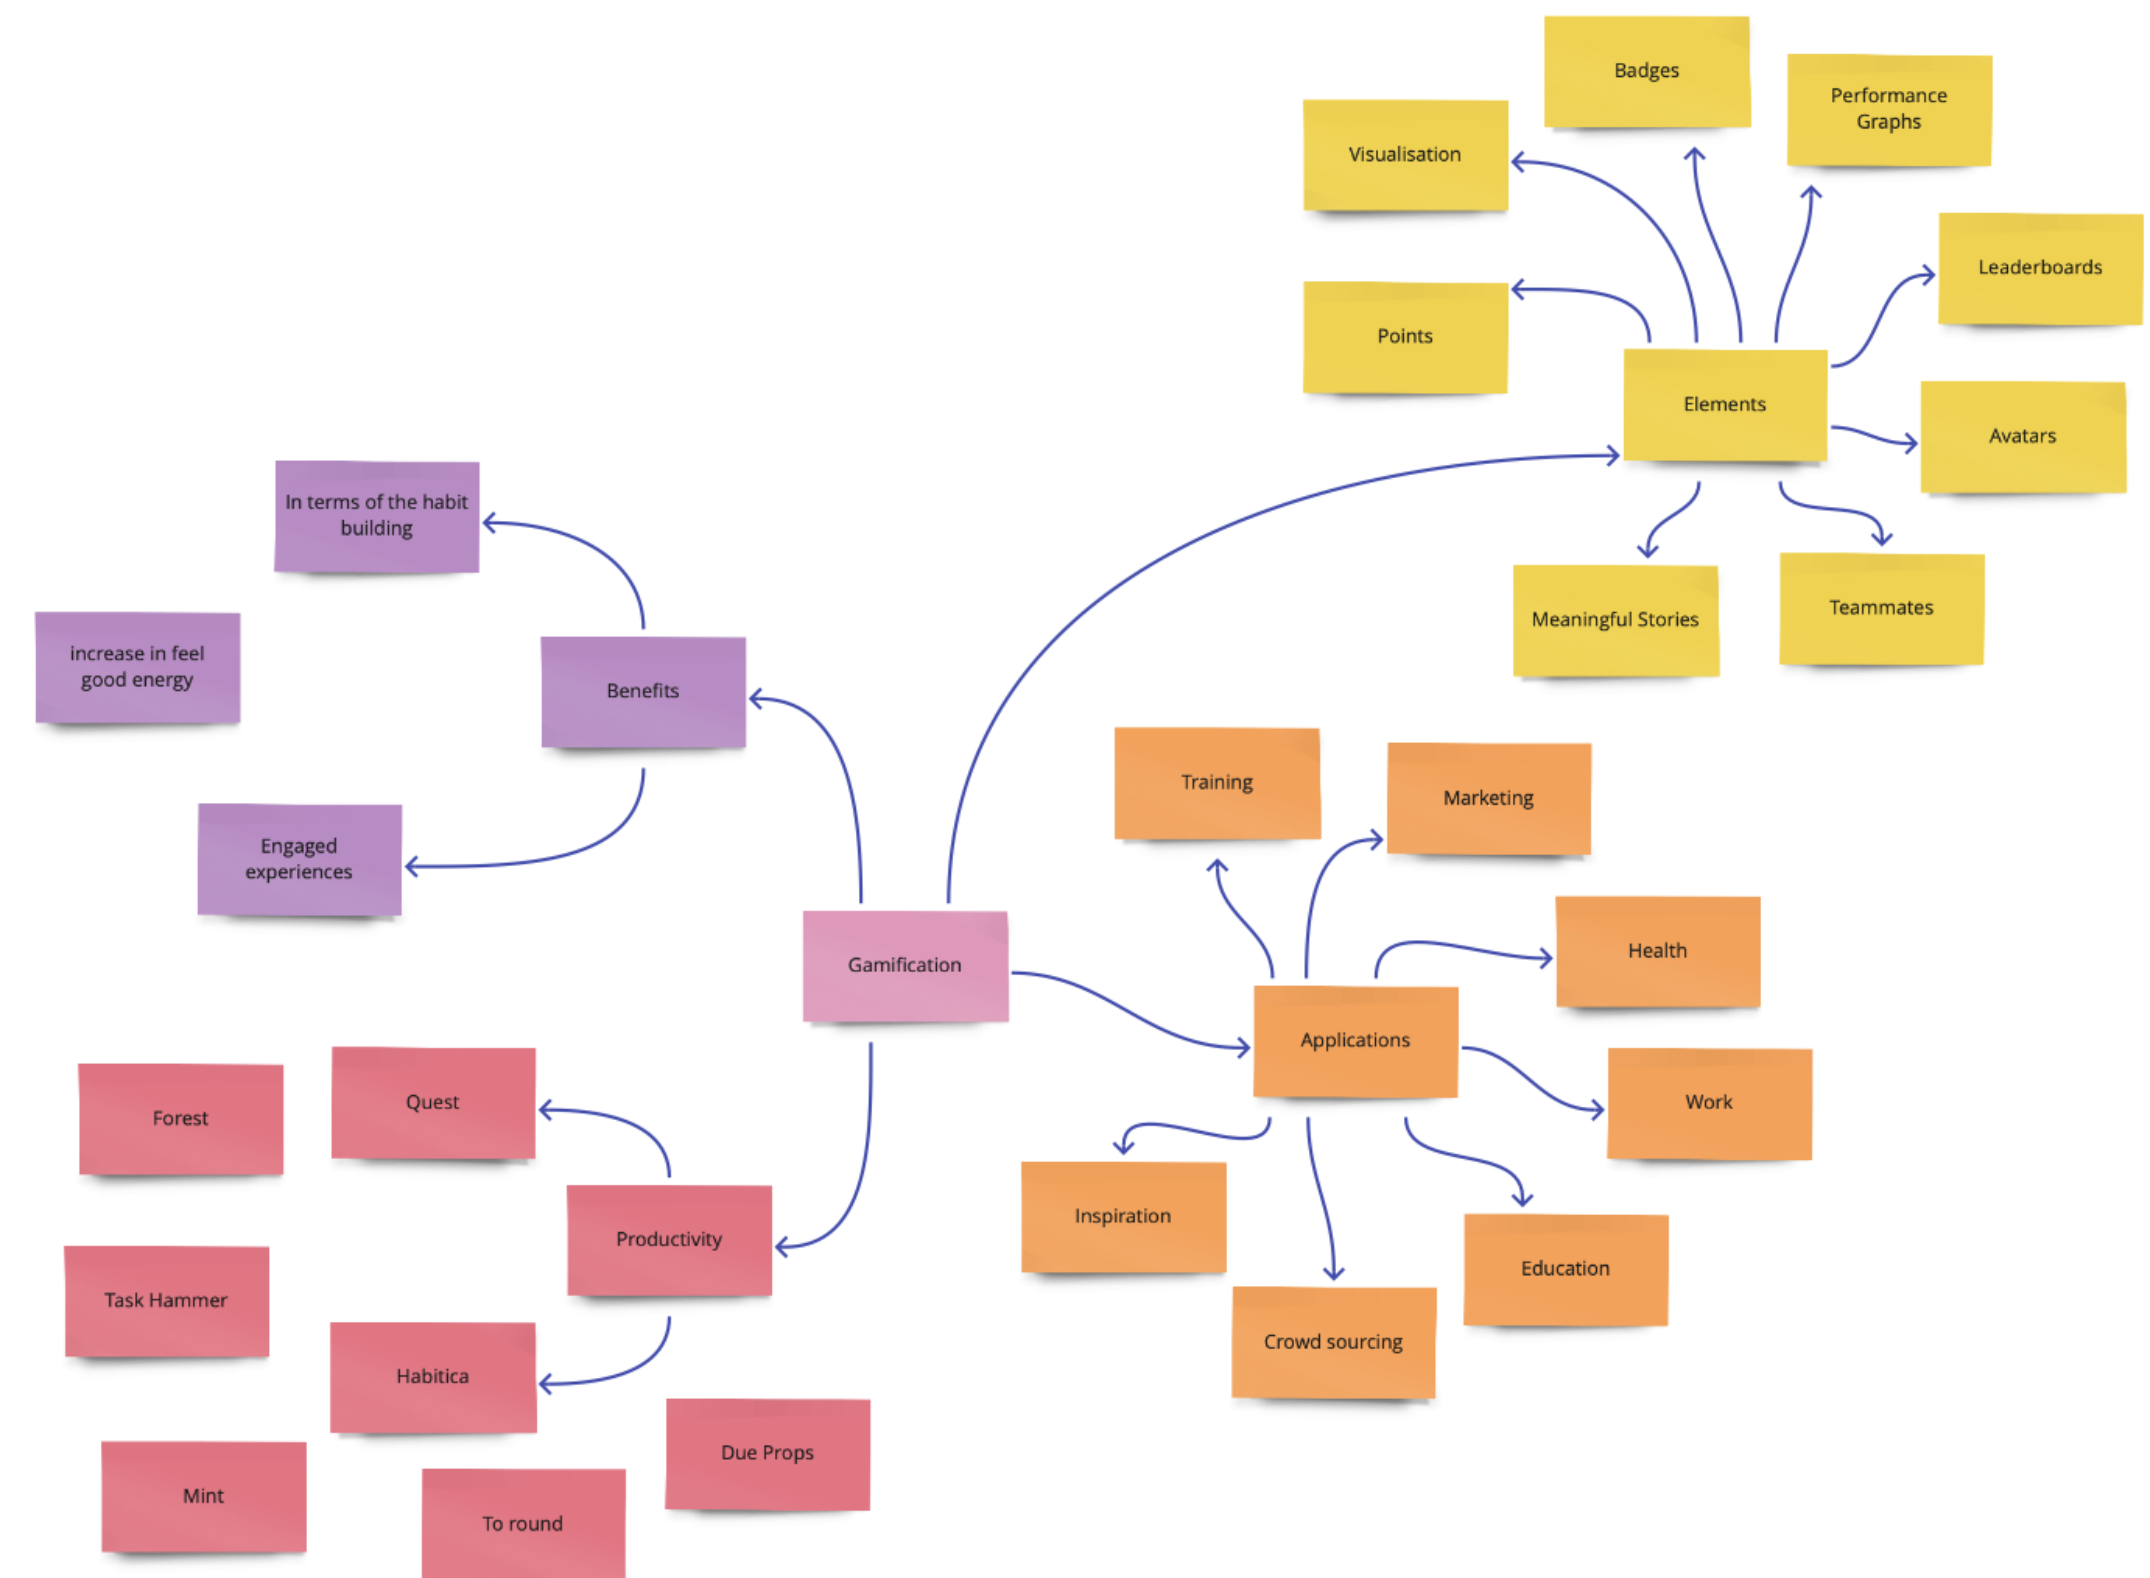 Badges
Performance
Graphs
Visualisation
Leaderboards
Points
Elements
Avatars
Meaningful Stories
Teammates
In terms of the habit
building
increase in feel
good energy
Benefits
Engaged
experiences
Gamification
Training
Marketing
Health
Applications
Work
Inspiration
Education
Crowd sourcing
Forest
Quest
Productivity
Task Hammer
Habitica
Due Props
Mint
To round